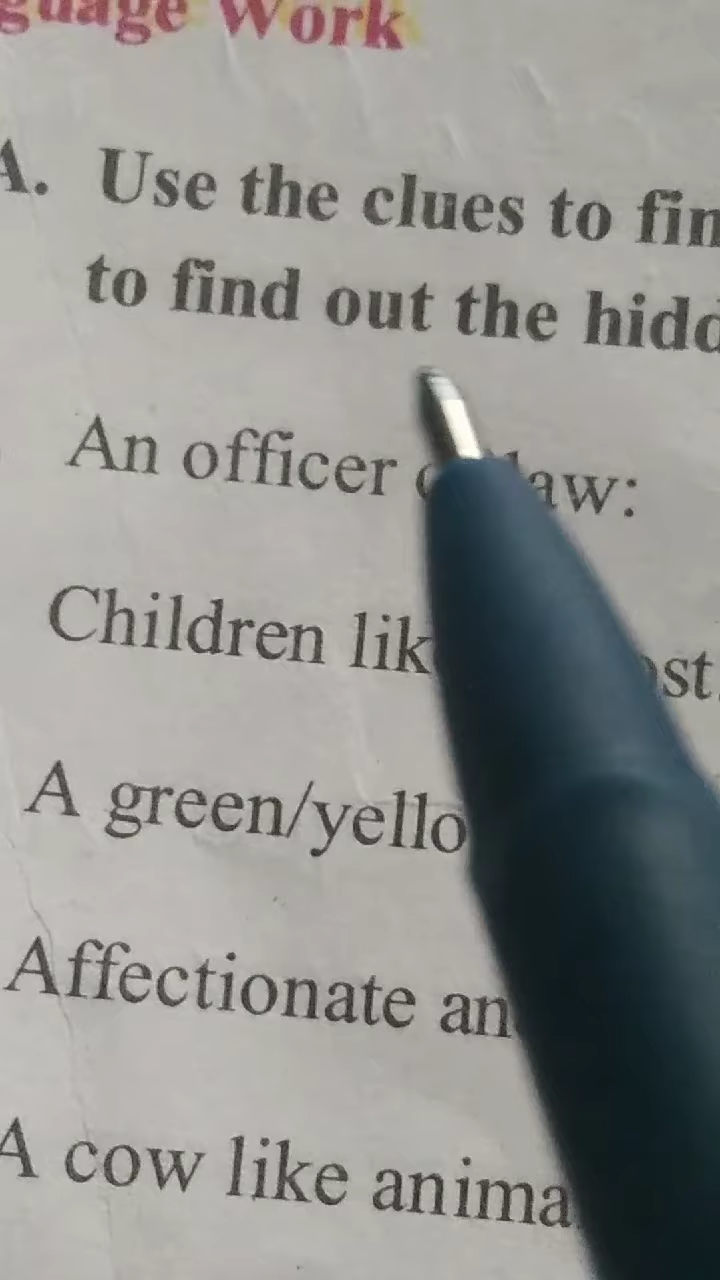 guage Work
A. Use the clues to fin
to find out the hidd
An officer law:
Children lik st
A green/yello
Affectionate an
A cow like anima